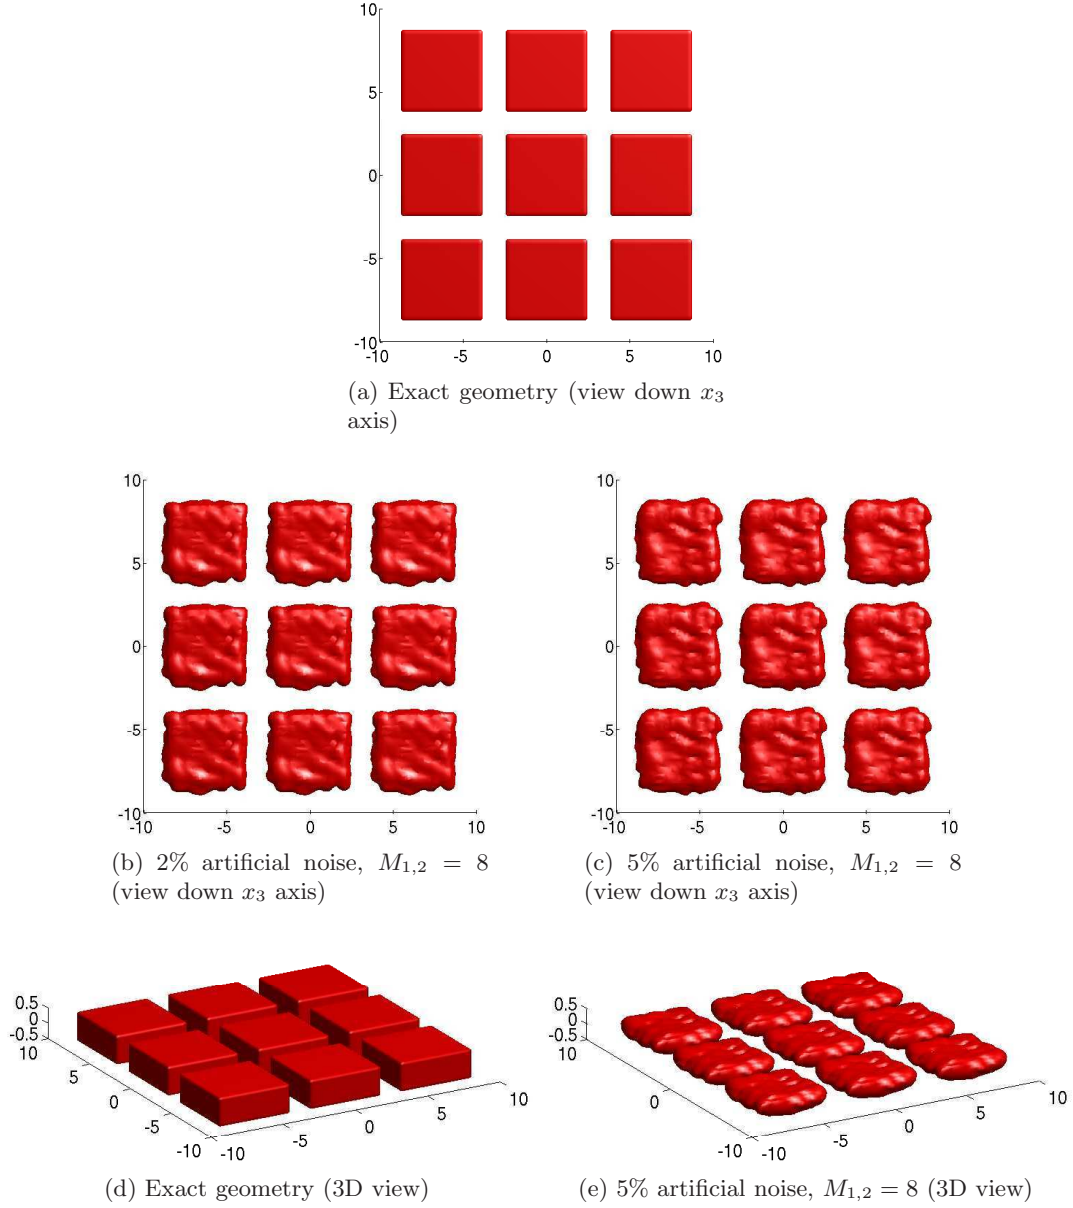 10
5
0
-5
-10
-10 -5 0 5 10
(a) Exact geometry (view down x₃
axis)
10
5
0
-5
-10
-10 -5 0 5 10
10
5
0
-5
-10
-10 -5 0 5 10
(b) 2% artificial noise, M₁,₂ = 8
(view down x₃ axis)
(c) 5% artificial noise, M₁,₂ = 8
(view down x₃ axis)
0.5
0
-0.5
10
5
0
-5
-10
-10 -5 0 5 10
0.5
0
-0.5
10
0
-10
-10 -5 0 5 10
(d) Exact geometry (3D view)
(e) 5% artificial noise, M₁,₂ = 8 (3D view)